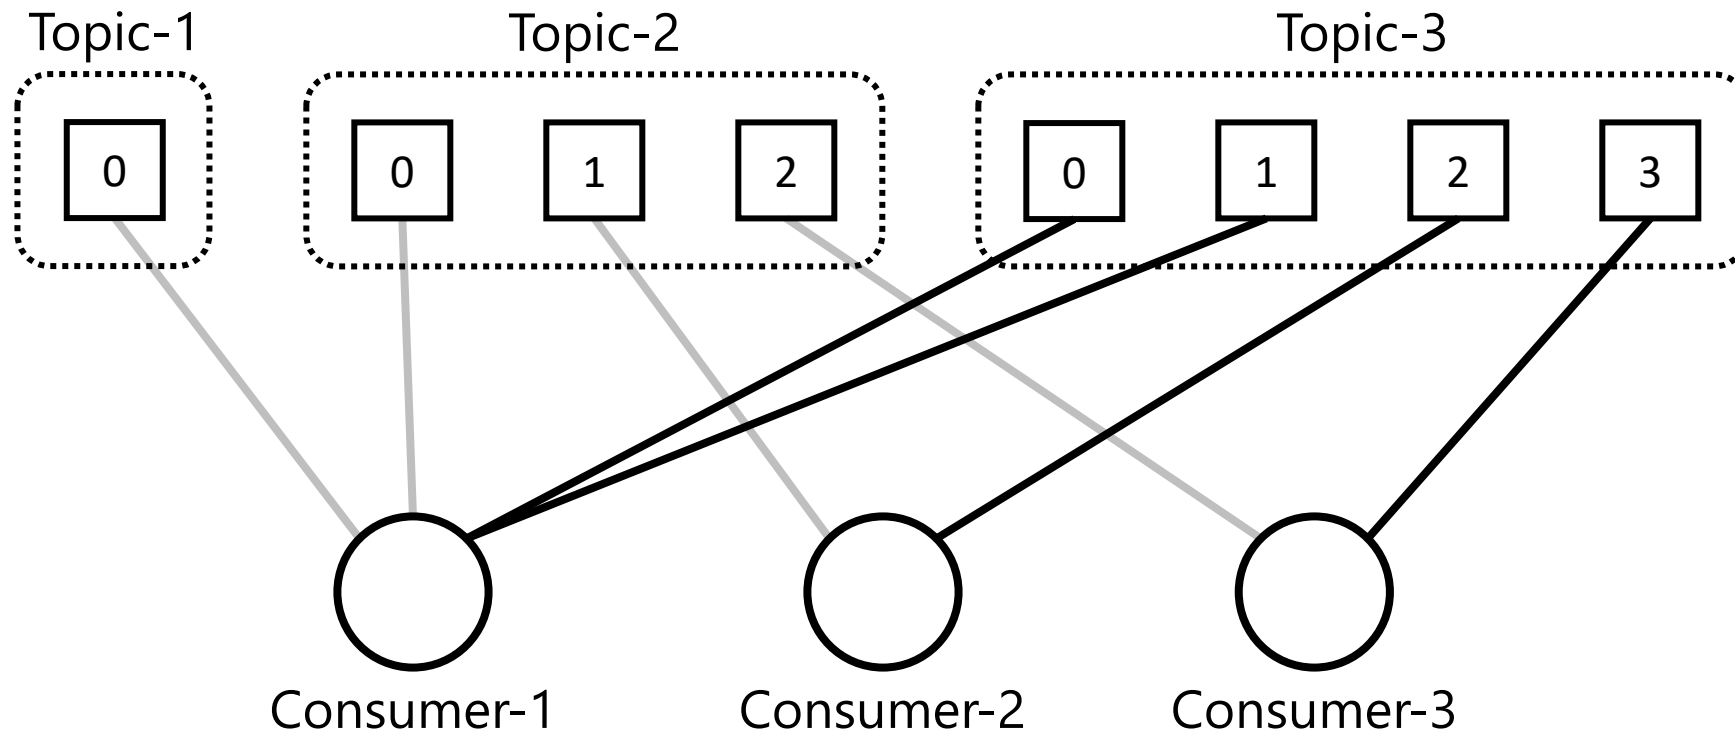 Topic-1 Topic-2 Topic-3
0 0 1 2 0 1 2 3
Consumer-1 Consumer-2 Consumer-3